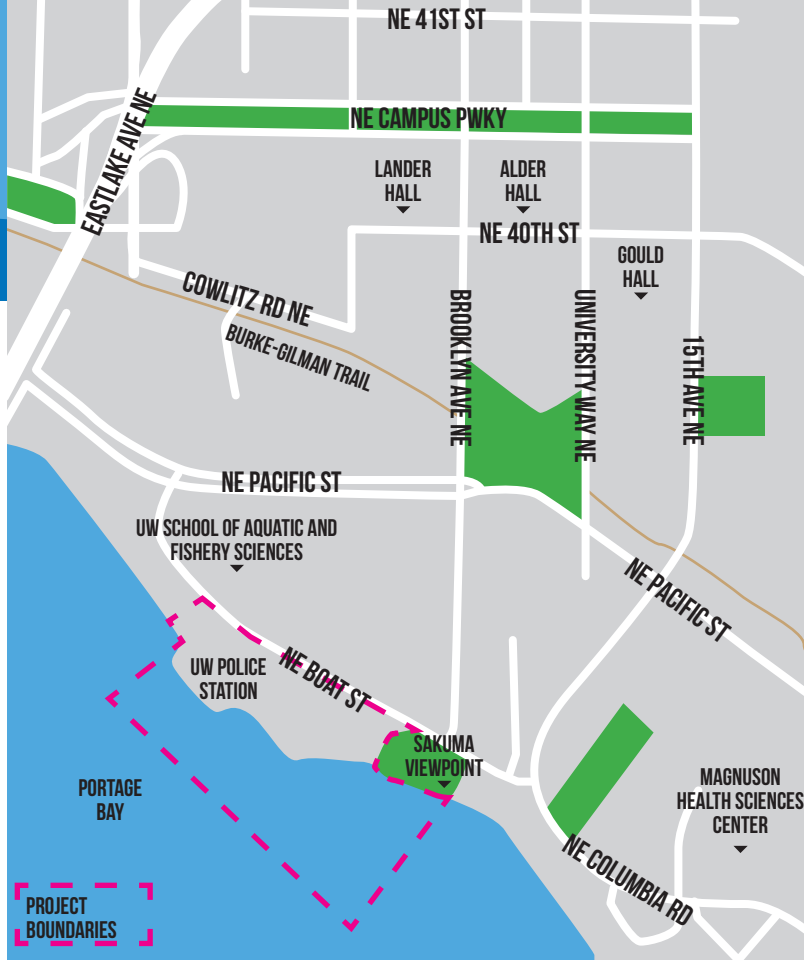 NE 41ST ST
NE CAMPUS PWKY
EASTLAKE AVE NE
LANDER
HALL
ALDER
HALL
NE 40TH ST
GOULD
HALL
COWLITZ RD NE
BURKE-GILMAN TRAIL
BROOKLYN AVE NE
UNIVERSITY WAY NE
15TH AVE NE
NE PACIFIC ST
UW SCHOOL OF AQUATIC AND
FISHERY SCIENCES
NE PACIFIC ST
UW POLICE
STATION
NE BOAT ST
SAKUMA
VIEWPOINT
PORTAGE
BAY
MAGNUSON
HEALTH SCIENCES
CENTER
NE COLUMBIA RD
PROJECT
BOUNDARIES